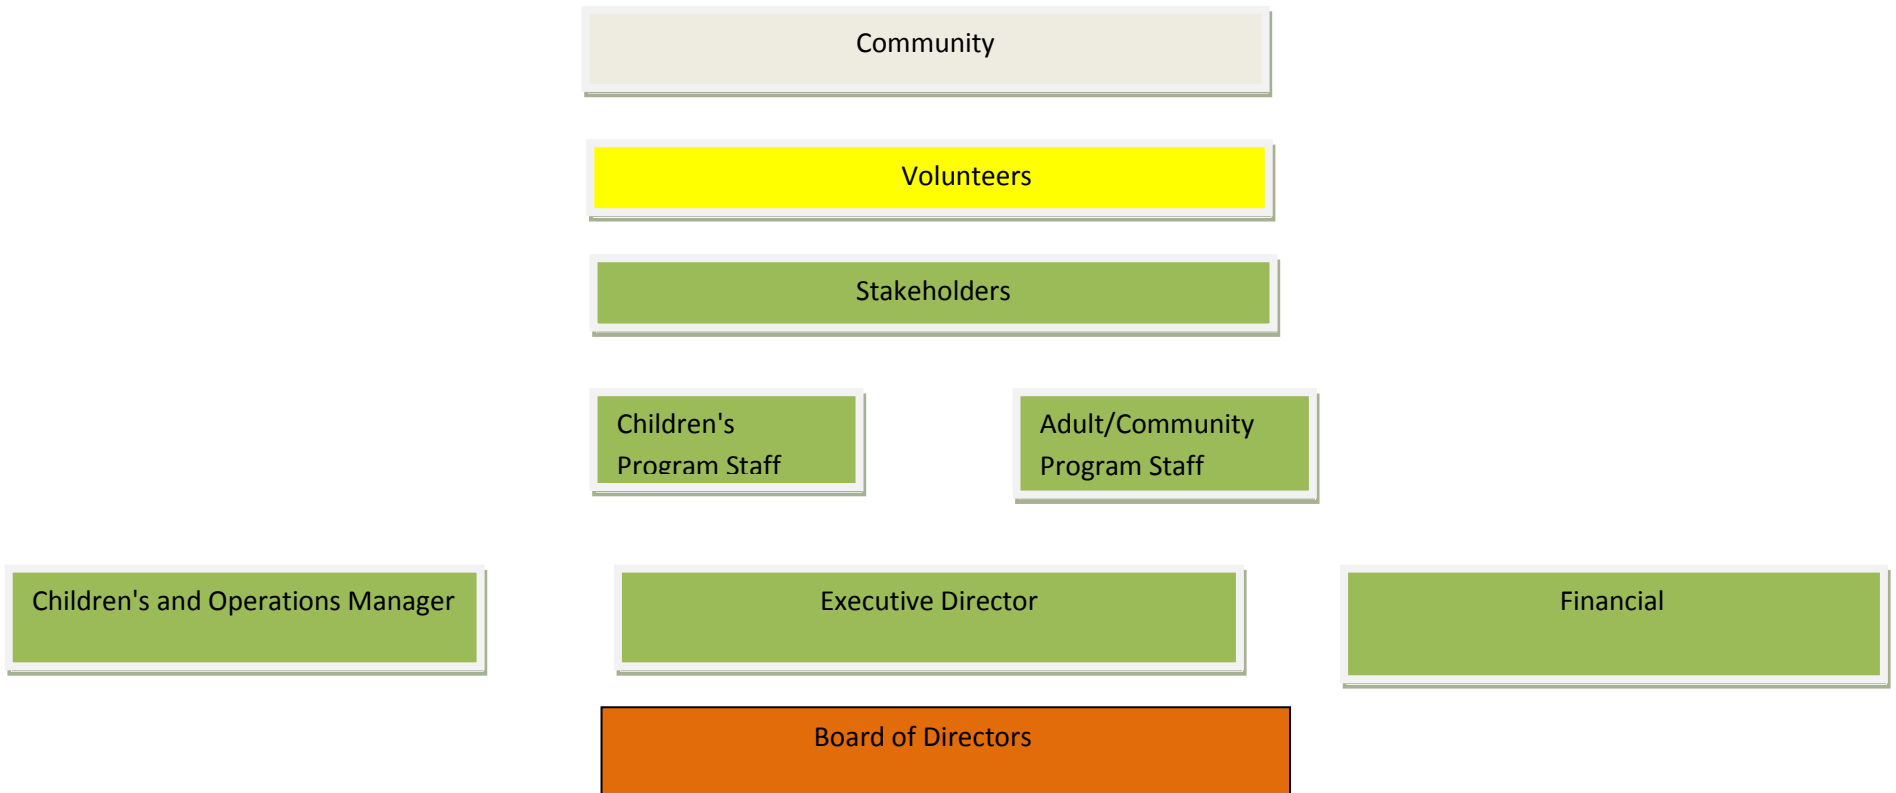 Community
Volunteers
Stakeholders
Children's
Program Staff
Adult/Community
Program Staff
Children's and Operations Manager
Executive Director
Financial
Board of Directors